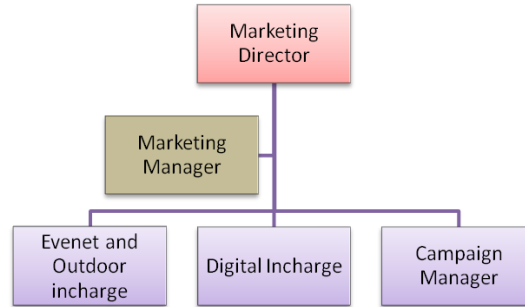 Marketing
Director
Marketing
Manager
Evenet and
Outdoor
incharge
Digital Incharge
Campaign
Manager